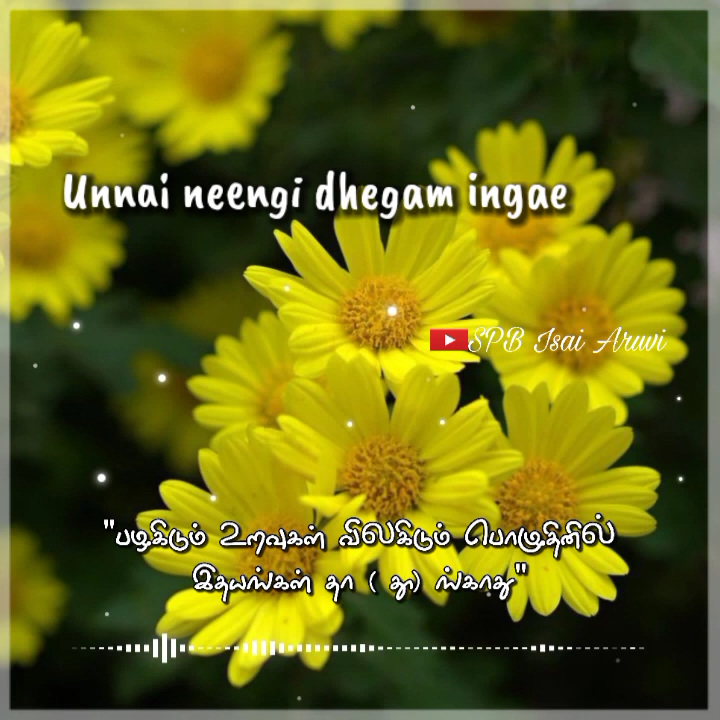 Unnai neengi dhegam ingae
SPB Isai Aruvi
"பழகிடும் உறவுகள் விலகிடும் பொழுதினில்
இதயங்கள் தா ( தூ) ங்காது"